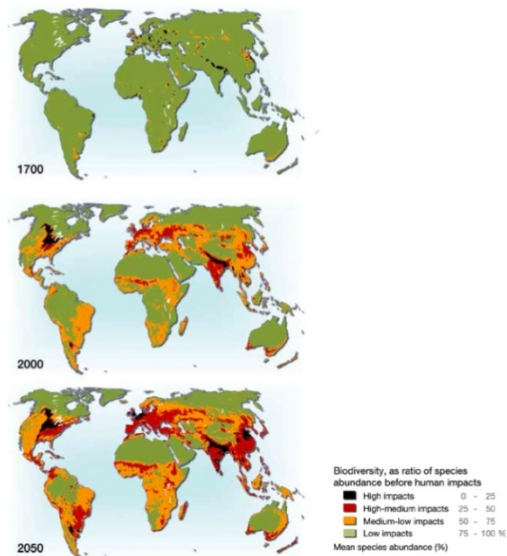 1700
2000
2050
Biodiversity, as ratio of species
abundance before human impacts
High impacts 0 - 25
High-medium impacts 25 - 50
Medium-low impacts 50 - 75
Low impacts 75 - 100 %
Mean species abundance (%)